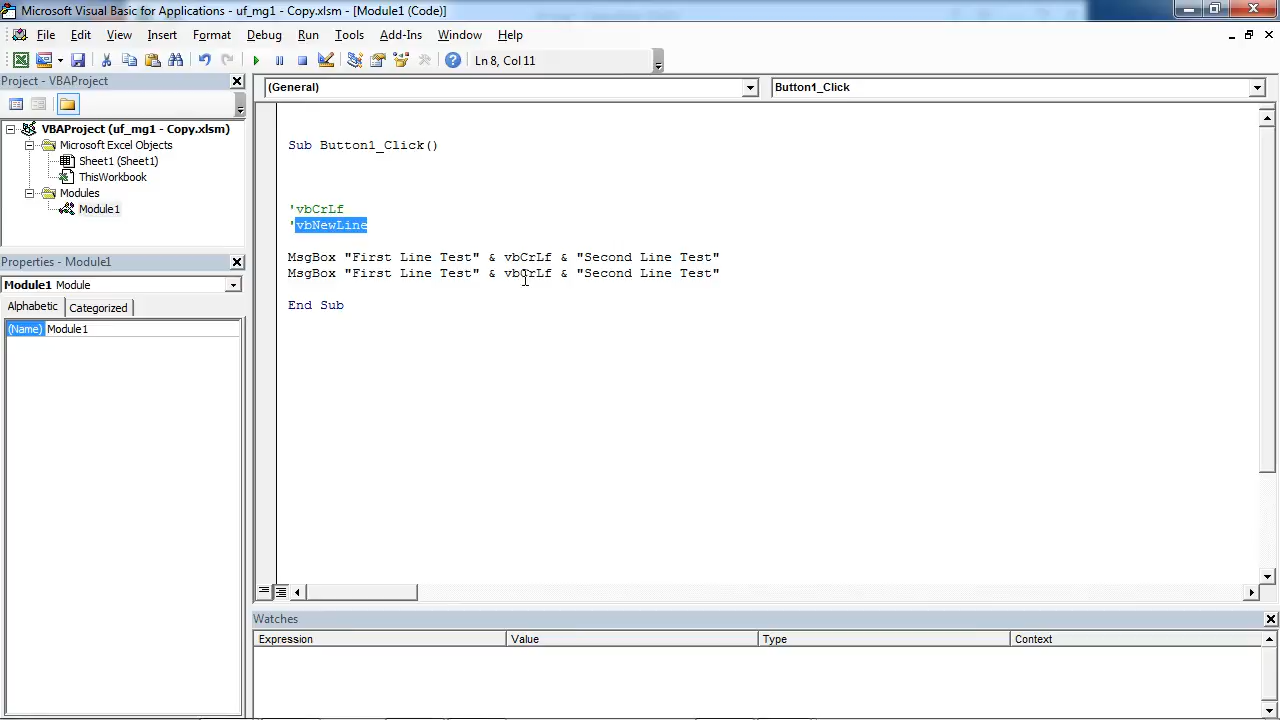 Microsoft Visual Basic for Applications - uf_mg1 - Copy.xlsm - [Module1 (Code)]
File Edit View Insert Format Debug Run Tools Add-Ins Window Help
Ln 8, Col 11
Project - VBAProject
(General)
Button1_Click
VBAProject (uf_mg1 - Copy.xlsm)
Microsoft Excel Objects
Sheet1 (Sheet1)
ThisWorkbook
Modules
Module1
Sub Button1_Click()
'vbCrLf
'vbNewLine
MsgBox "First Line Test" & vbCrLf & "Second Line Test"
MsgBox "First Line Test" & vbCrLf & "Second Line Test"
End Sub
Properties - Module1
Module1 Module
Alphabetic Categorized
(Name) Module1
Watches
Expression Value Type Context